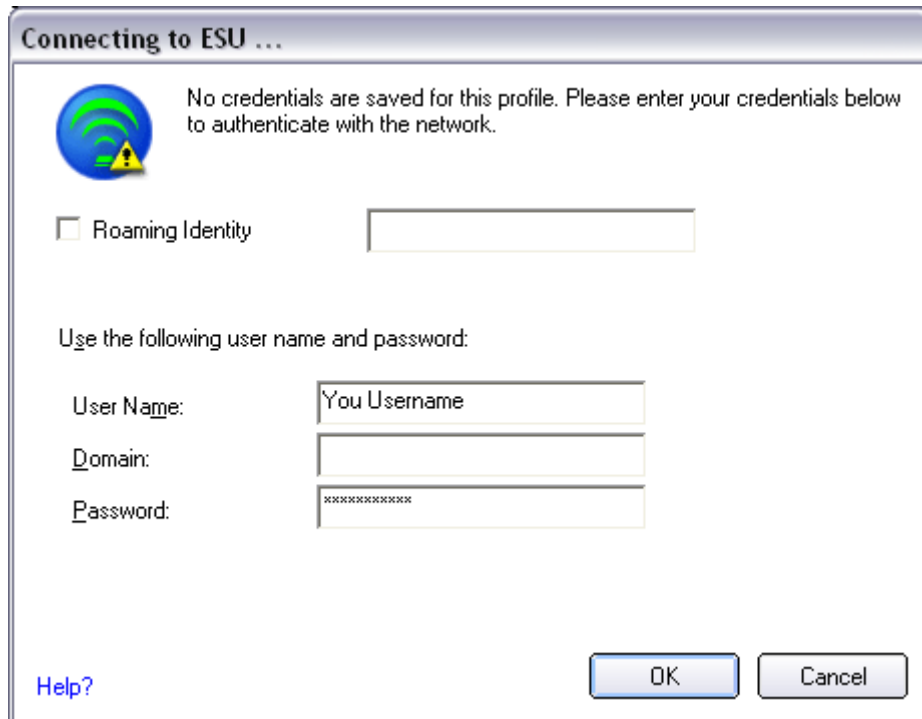 Connecting to ESU ...
No credentials are saved for this profile. Please enter your credentials below
to authenticate with the network.
Roaming Identity
Use the following user name and password:
User Name:
You Username
Domain:
Password:
***********
Help?
OK
Cancel